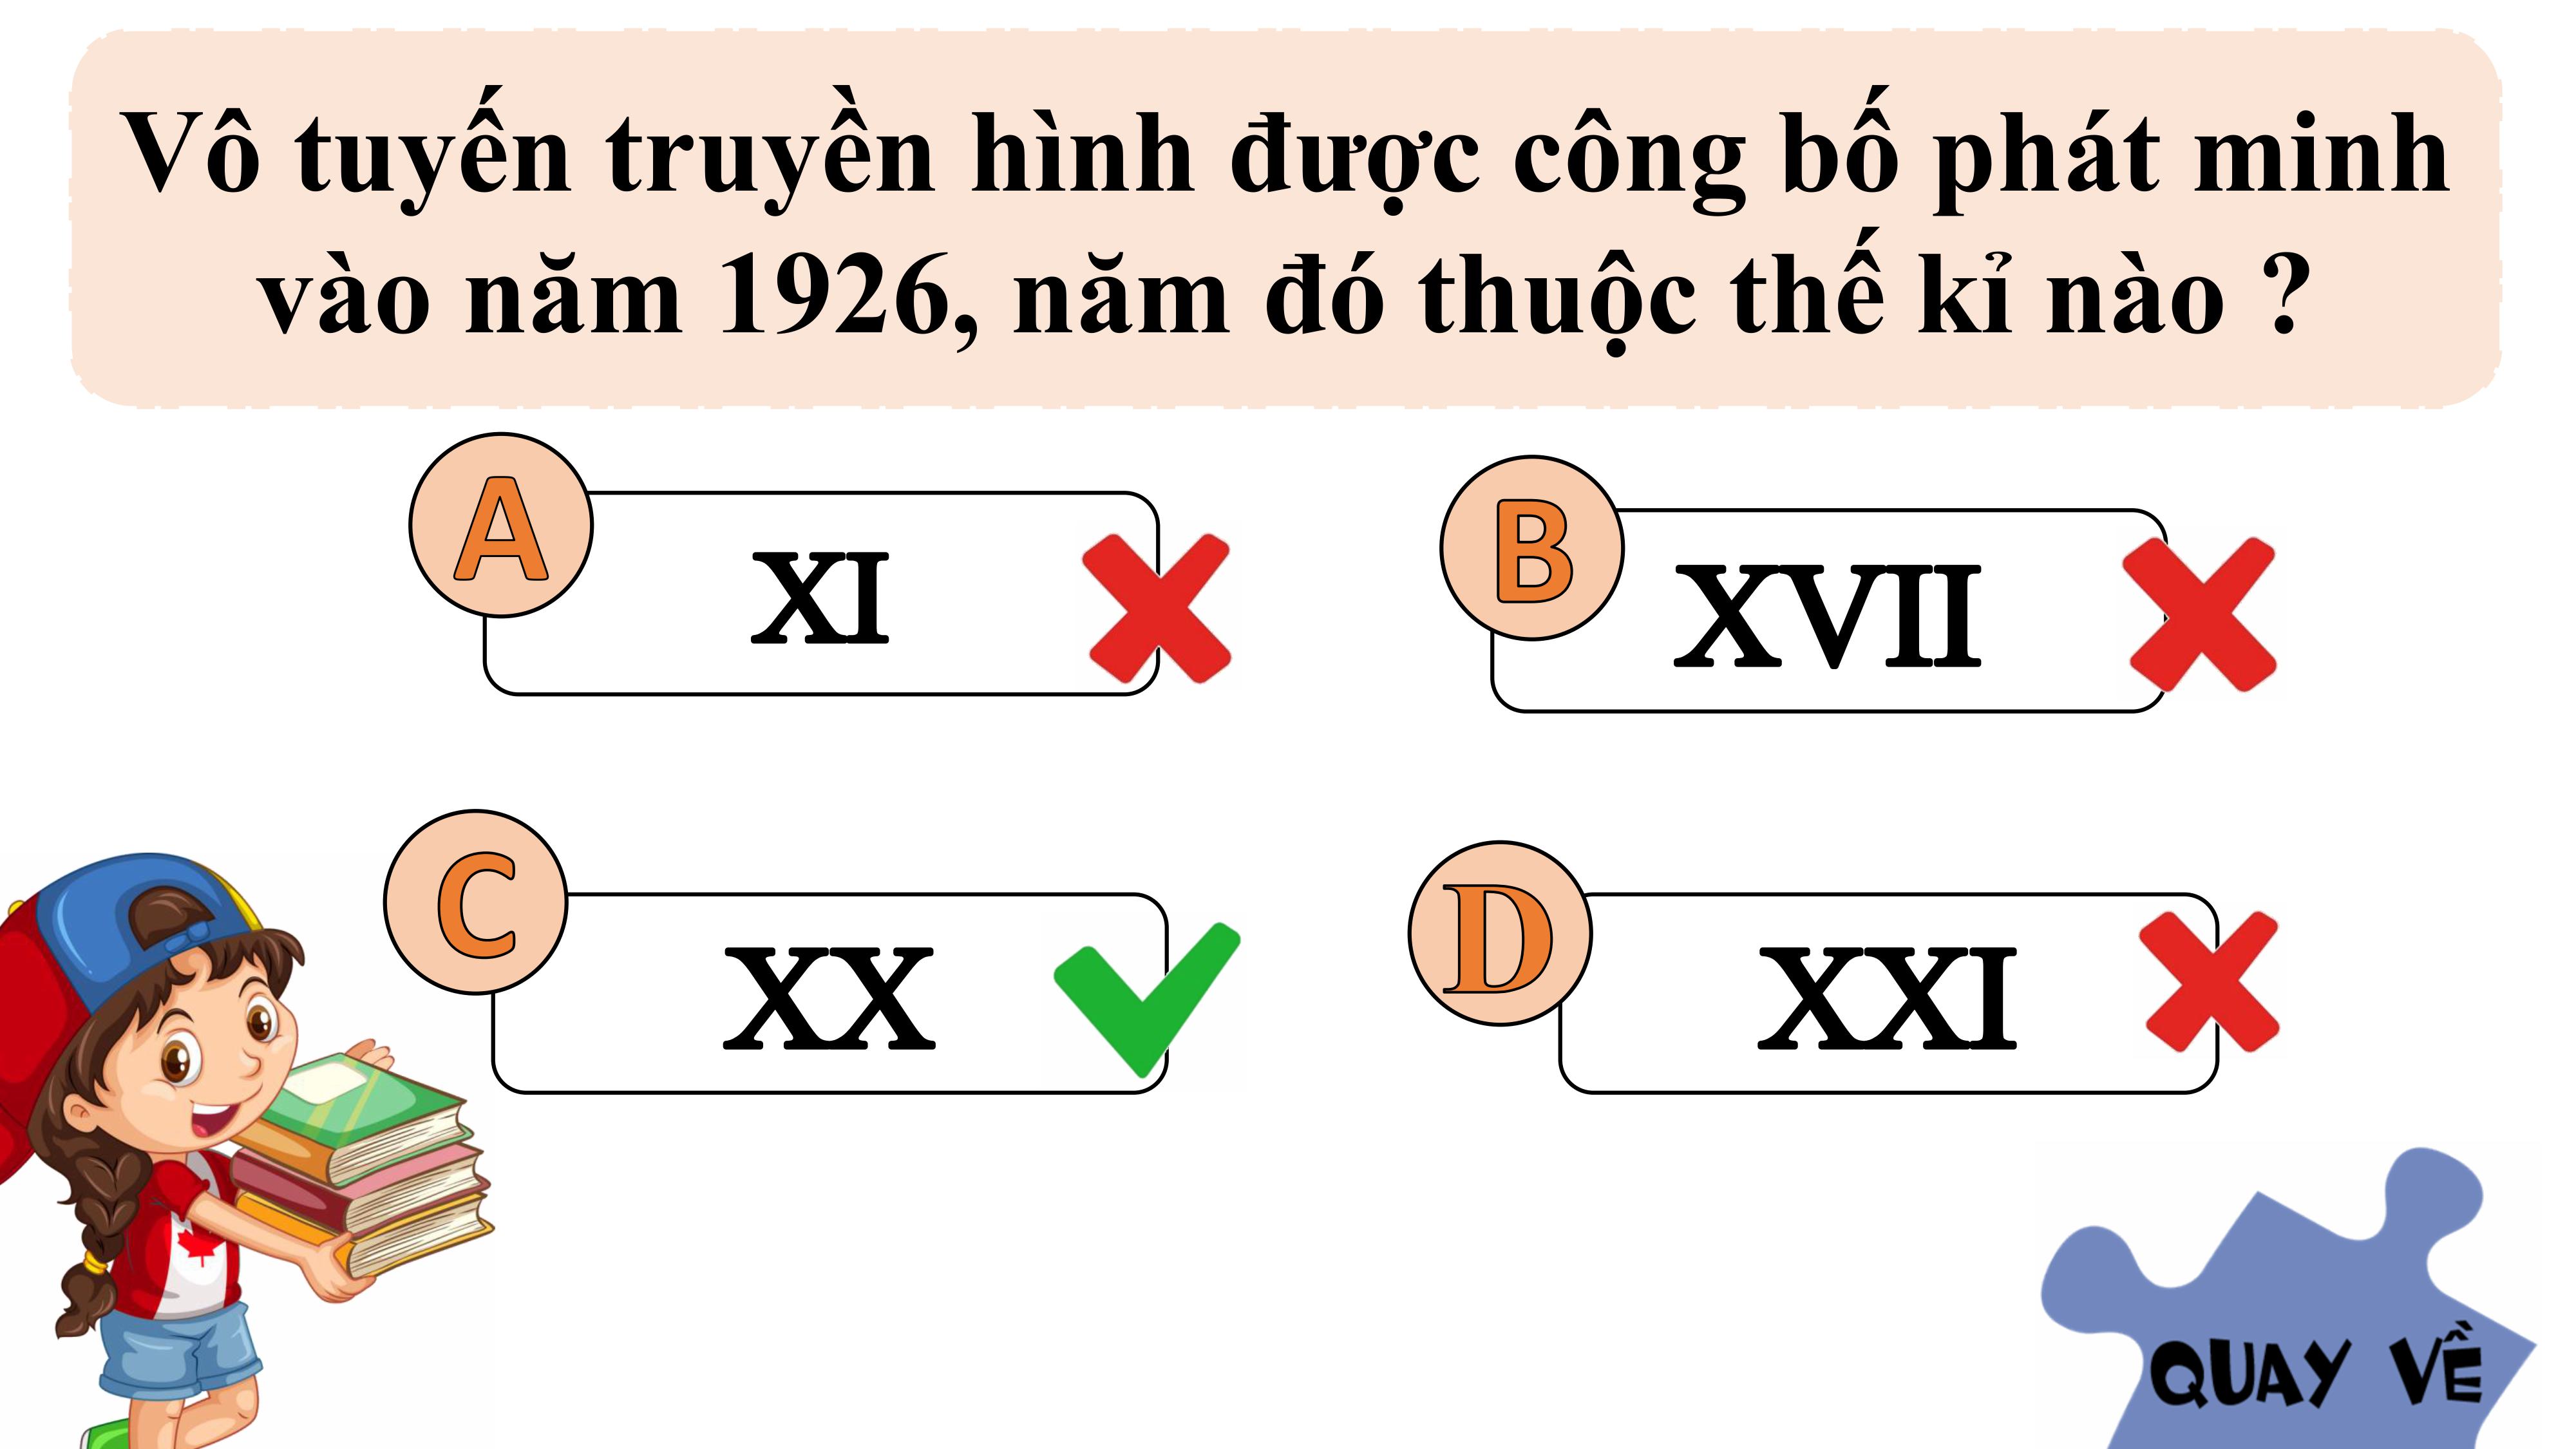 Vô tuyến truyền hình được công bố phát minh
vào năm 1926, năm đó thuộc thế kỉ nào ?
A
XI
B
XVII
C
XX
D
XXI
QUAY VỀ